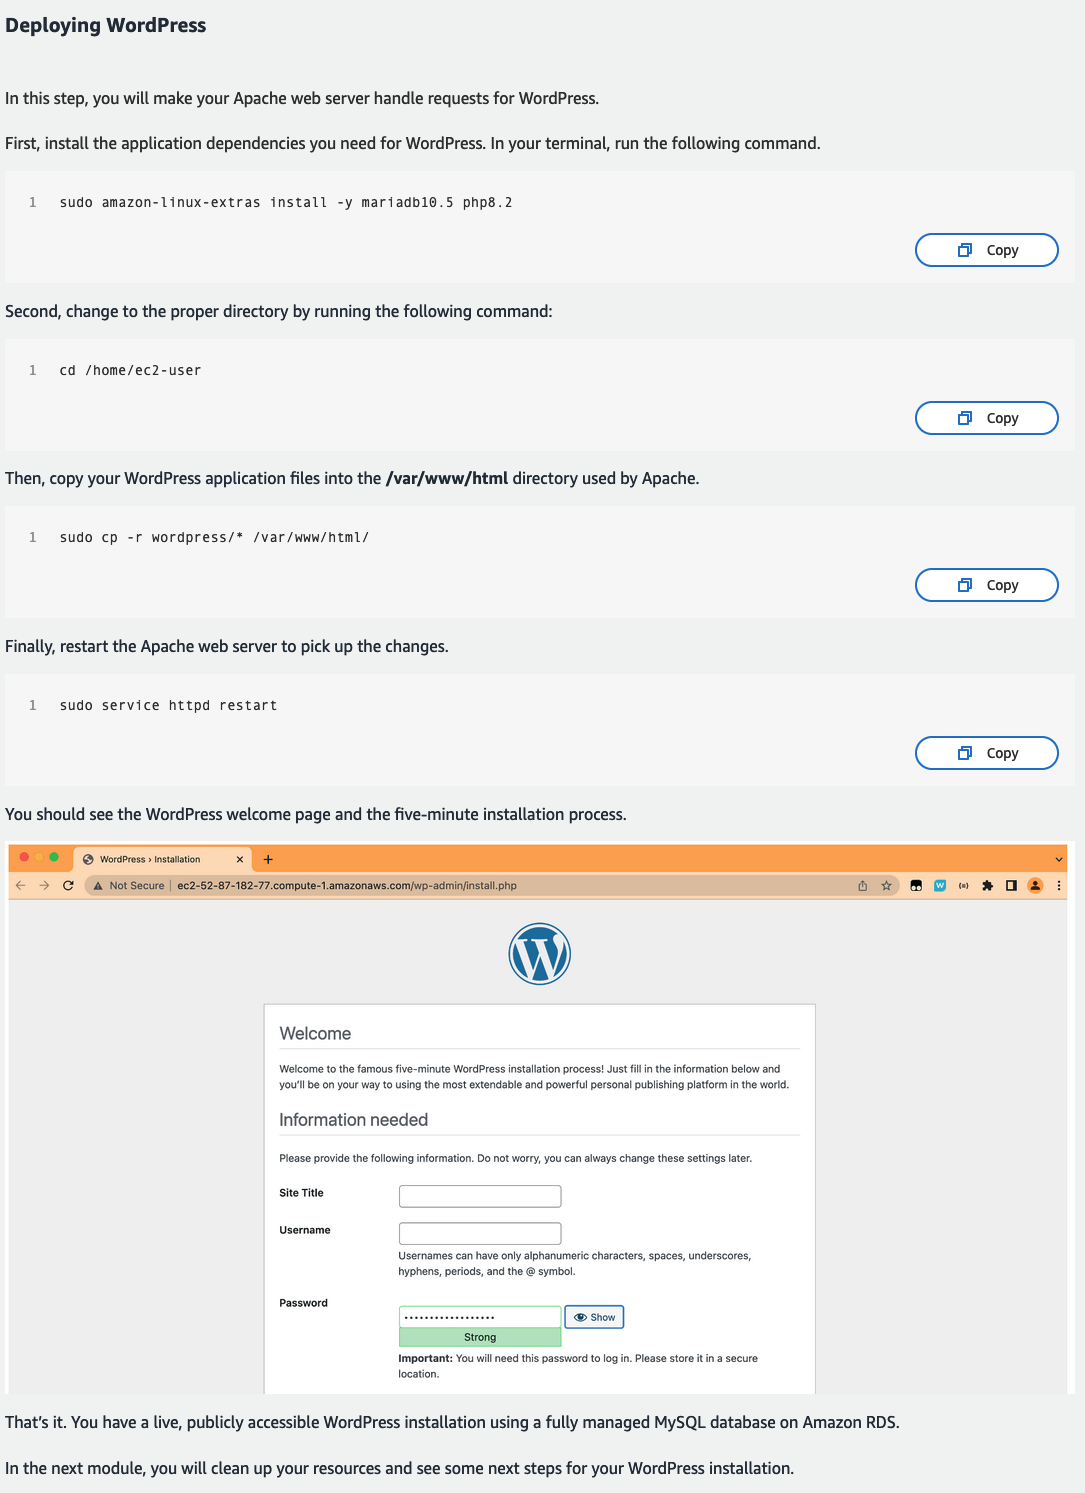 Deploying WordPress
In this step, you will make your Apache web server handle requests for WordPress.
First, install the application dependencies you need for WordPress. In your terminal, run the following command.
1 sudo amazon-linux-extras install -y mariadb10.5 php8.2
Copy
Second, change to the proper directory by running the following command:
1 cd /home/ec2-user
Copy
Then, copy your WordPress application files into the /var/www/html directory used by Apache.
1 sudo cp -r wordpress/* /var/www/html/
Copy
Finally, restart the Apache web server to pick up the changes.
1 sudo service httpd restart
Copy
You should see the WordPress welcome page and the five-minute installation process.
WordPress › Installation
Not Secure | ec2-52-87-182-77.compute-1.amazonaws.com/wp-admin/install.php
Welcome
Welcome to the famous five-minute WordPress installation process! Just fill in the information below and
you'll be on your way to using the most extendable and powerful personal publishing platform in the world.
Information needed
Please provide the following information. Do not worry, you can always change these settings later.
Site Title
Username
Usernames can have only alphanumeric characters, spaces, underscores,
hyphens, periods, and the @ symbol.
Password
Show
Strong
Important: You will need this password to log in. Please store it in a secure
location.
That's it. You have a live, publicly accessible WordPress installation using a fully managed MySQL database on Amazon RDS.
In the next module, you will clean up your resources and see some next steps for your WordPress installation.